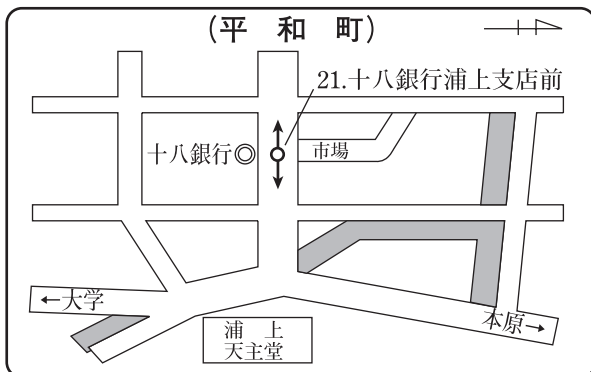 (平 和 町)
21.十八銀行浦上支店前
十八銀行◎
市場
←大学
浦 上
天主堂
本原→